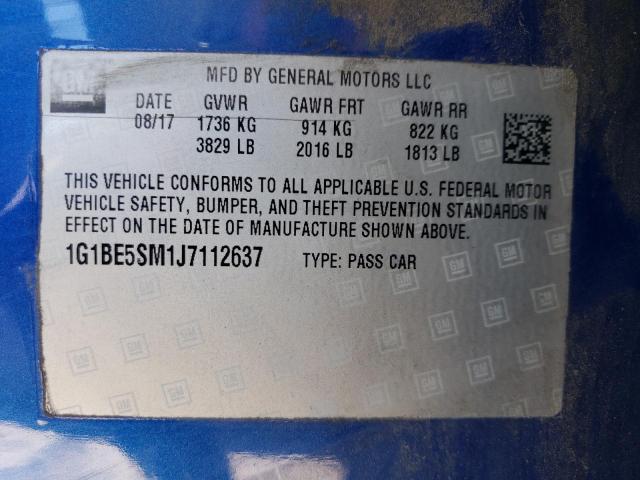 GM
MFD BY GENERAL MOTORS LLC
DATE GVWR GAWR FRT GAWR RR
08/17 1736 KG 914 KG 822 KG
3829 LB 2016 LB 1813 LB
THIS VEHICLE CONFORMS TO ALL APPLICABLE U.S. FEDERAL MOTOR
VEHICLE SAFETY, BUMPER, AND THEFT PREVENTION STANDARDS IN
EFFECT ON THE DATE OF MANUFACTURE SHOWN ABOVE.
1G1BE5SM1J7112637 TYPE: PASS CAR